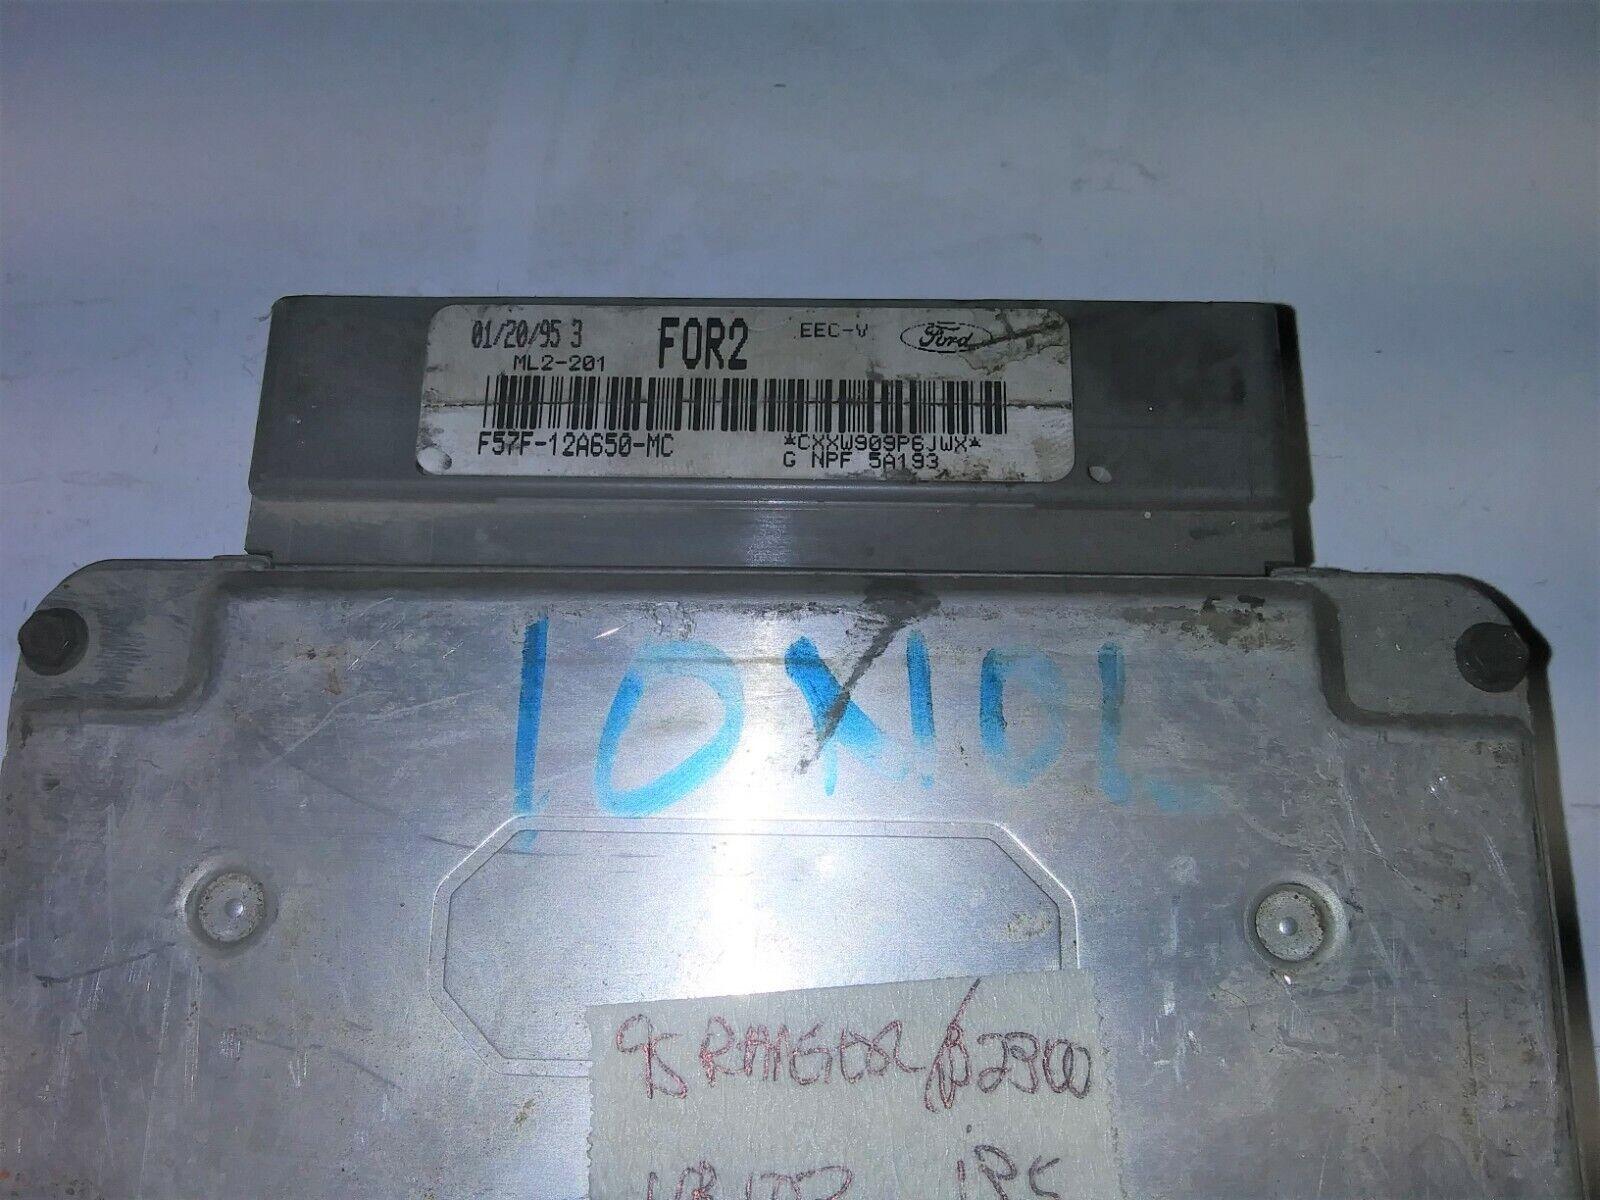 01/20/95 3 FOR2 EEC-V Ford
ML2-201
F57F-12A650-MC *CXXW909P6JWX*
G NPF 5A193
10X10L
95 RANGER/B2300